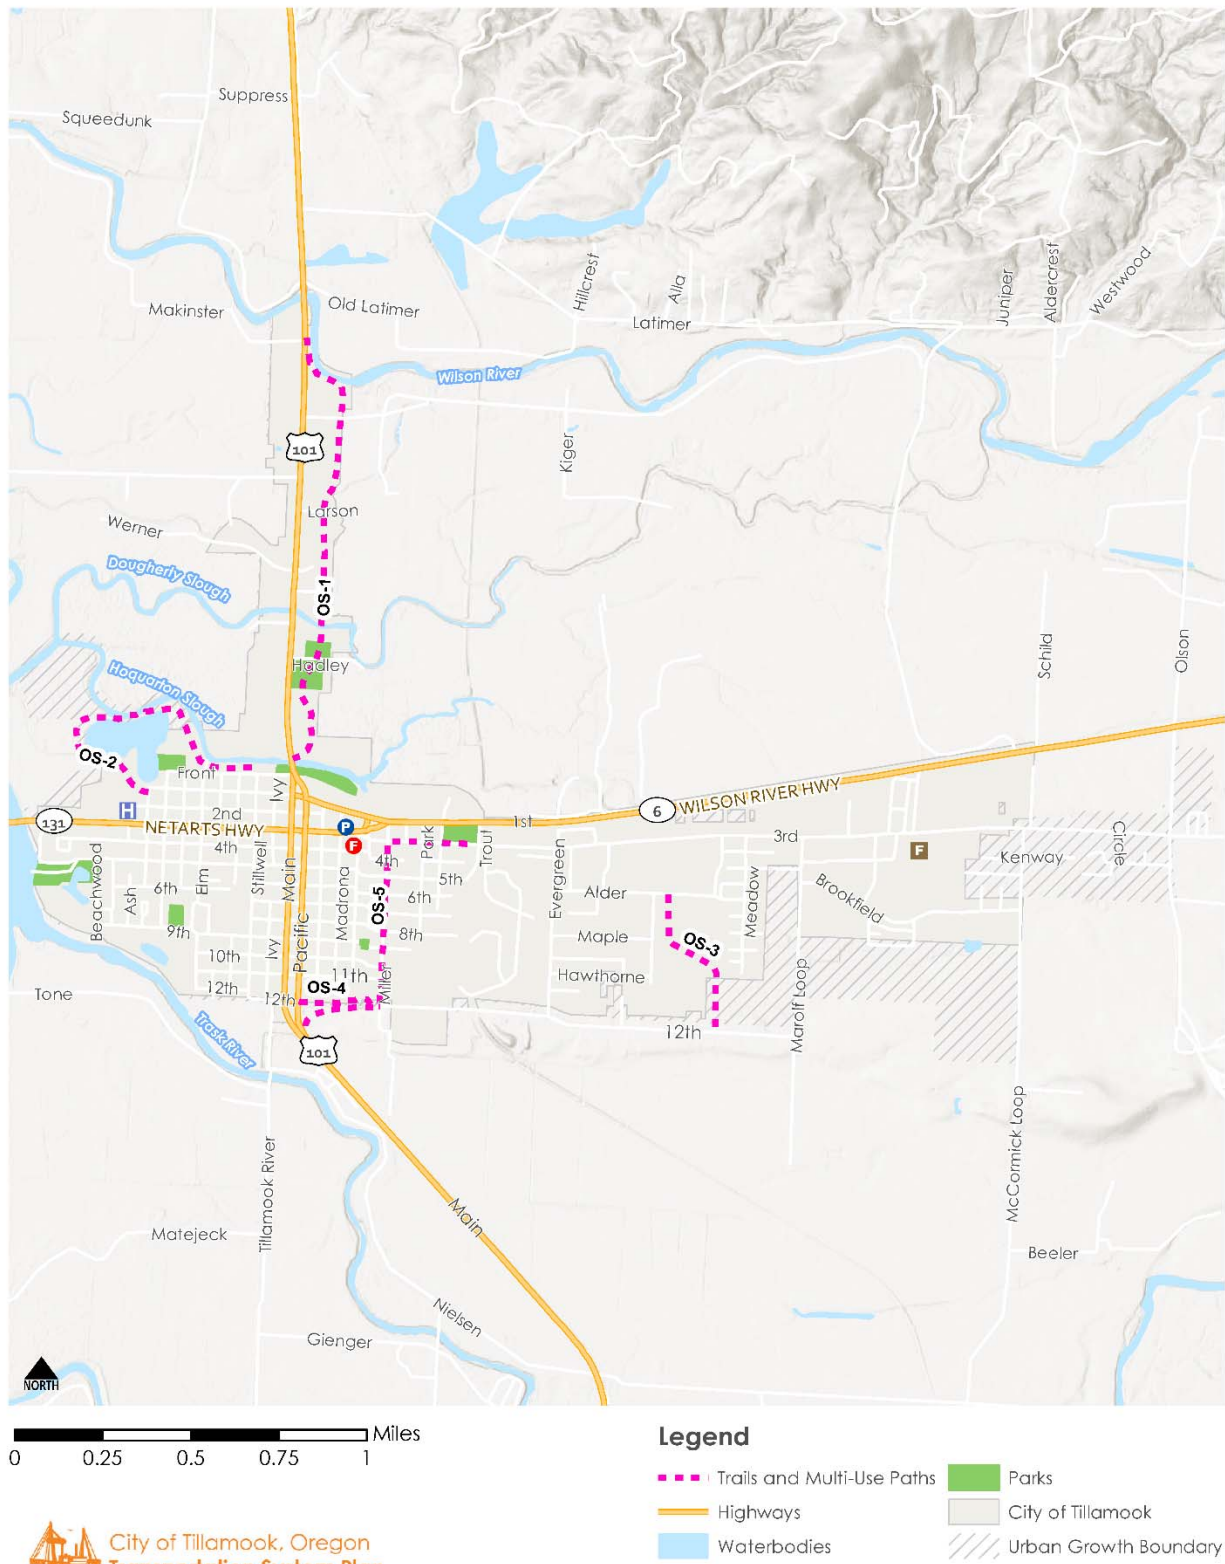 Suppress
Squeedunk
Makinster
Old Latimer
Hillcrest
Alla
Latimer
Juniper
Aldercrest
Westwood
Wilson River
101
Kiger
Larson
Werner
Dougherly Slough
OS-1
Hadley
Hoquarton Slough
Schild
Olson
OS-2
Front
Ivy
H
2nd
131
NETARTS HWY
P
F
1st
6
WILSON RIVER HWY
3rd
F
4th
Stillwell
Main
4th
Park
Trout
Kenway
Circle
Beachwood
Ash
6th
Elm
Madrona
OS-5
5th
6th
Evergreen
Alder
Meadow
Brookfield
9th
8th
Maple
OS-3
10th
Ivy
Pacific
11th
Miller
Hawthorne
Marolf Loop
12th
12th
OS-4
Tone
12th
Trask River
101
McCormick Loop
Tillamook River
Main
Matejeck
Beeler
Nielsen
Gienger
NORTH
Miles
0 0.25 0.5 0.75 1
Legend
Trails and Multi-Use Paths
Parks
Highways
City of Tillamook
Waterbodies
Urban Growth Boundary
City of Tillamook, Oregon